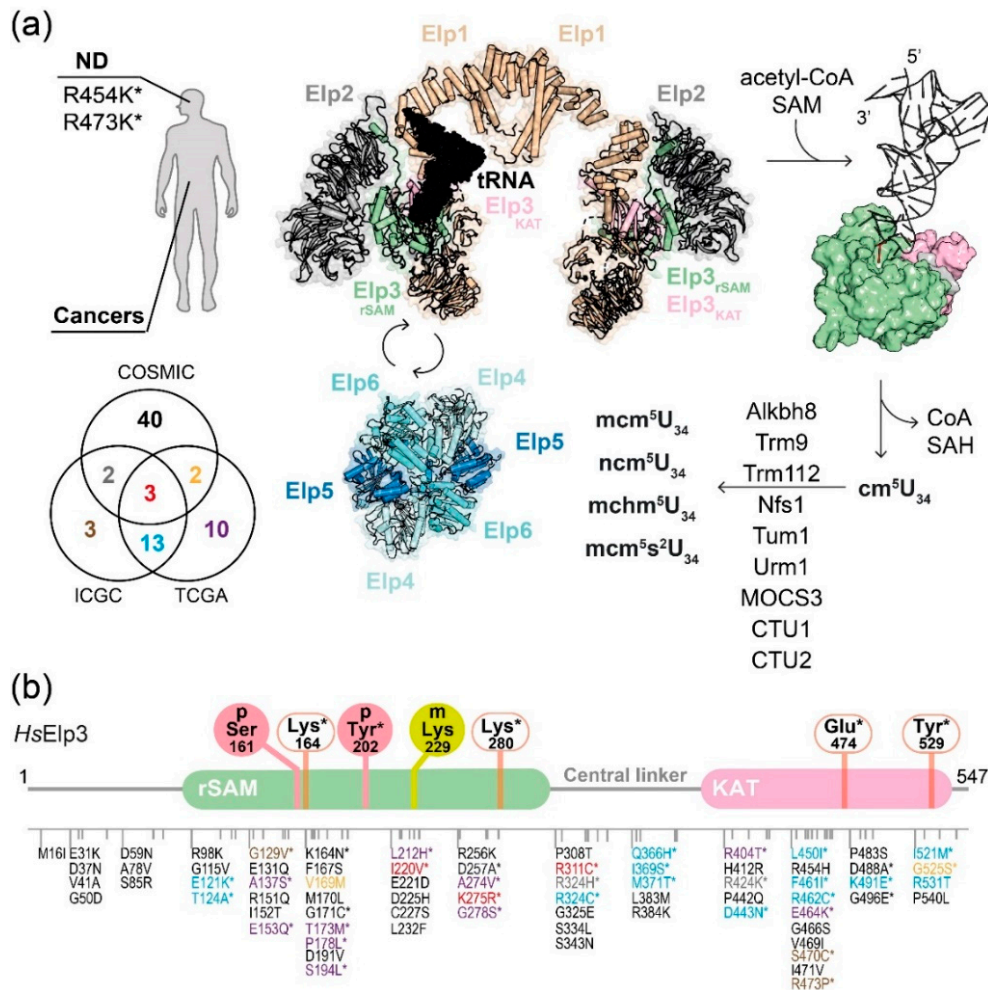 (a)
ND
R454K*
R473K*
Cancers
Elp1 Elp1
Elp2 Elp2
tRNA
Elp3
KAT
Elp3
rSAM
Elp3rSAM
Elp3KAT
acetyl-CoA
SAM
5'
3'
CoA
SAH
cm⁵U₃₄
Alkbh8
Trm9
Trm112
Nfs1
Tum1
Urm1
MOCS3
CTU1
CTU2
mcm⁵U₃₄
ncm⁵U₃₄
mchm⁵U₃₄
mcm⁵s²U₃₄
Elp6 Elp4
Elp5
Elp5
Elp6
Elp4
COSMIC
40
2 2
3
3 10
13
ICGC TCGA
(b)
HsElp3
p
Ser
161
Lys*
164
p
Tyr*
202
m
Lys
229
Lys*
280
Glu*
474
Tyr*
529
1
rSAM
Central linker
KAT
547
M16I
E31K
D37N
V41A
G50D
D59N
A78V
S85R
R98K
G115V
E121K*
T124A*
G129V*
E131Q
A137S*
R151Q
I152T
E153Q*
K164N*
F167S
V169M
M170L
G171C*
T173M*
P178L*
D191V
S194L*
L212H*
I220V*
E221D
D225H
C227S
L232F
R256K
D257A*
A274V*
K275R*
G278S*
P308T
R311C*
R324H*
R324C*
G325E
S334L
S343N
Q366H*
I369S*
M371T*
L383M
R384K
R404T*
H412R
R424K*
P442Q
D443N*
L450I*
R454H
F461I*
R462C*
E464K*
G466S
V469I
S470C*
I471V
R473P*
P483S
D488A*
K491E*
G496E*
I521M*
G525S*
R531T
P540L